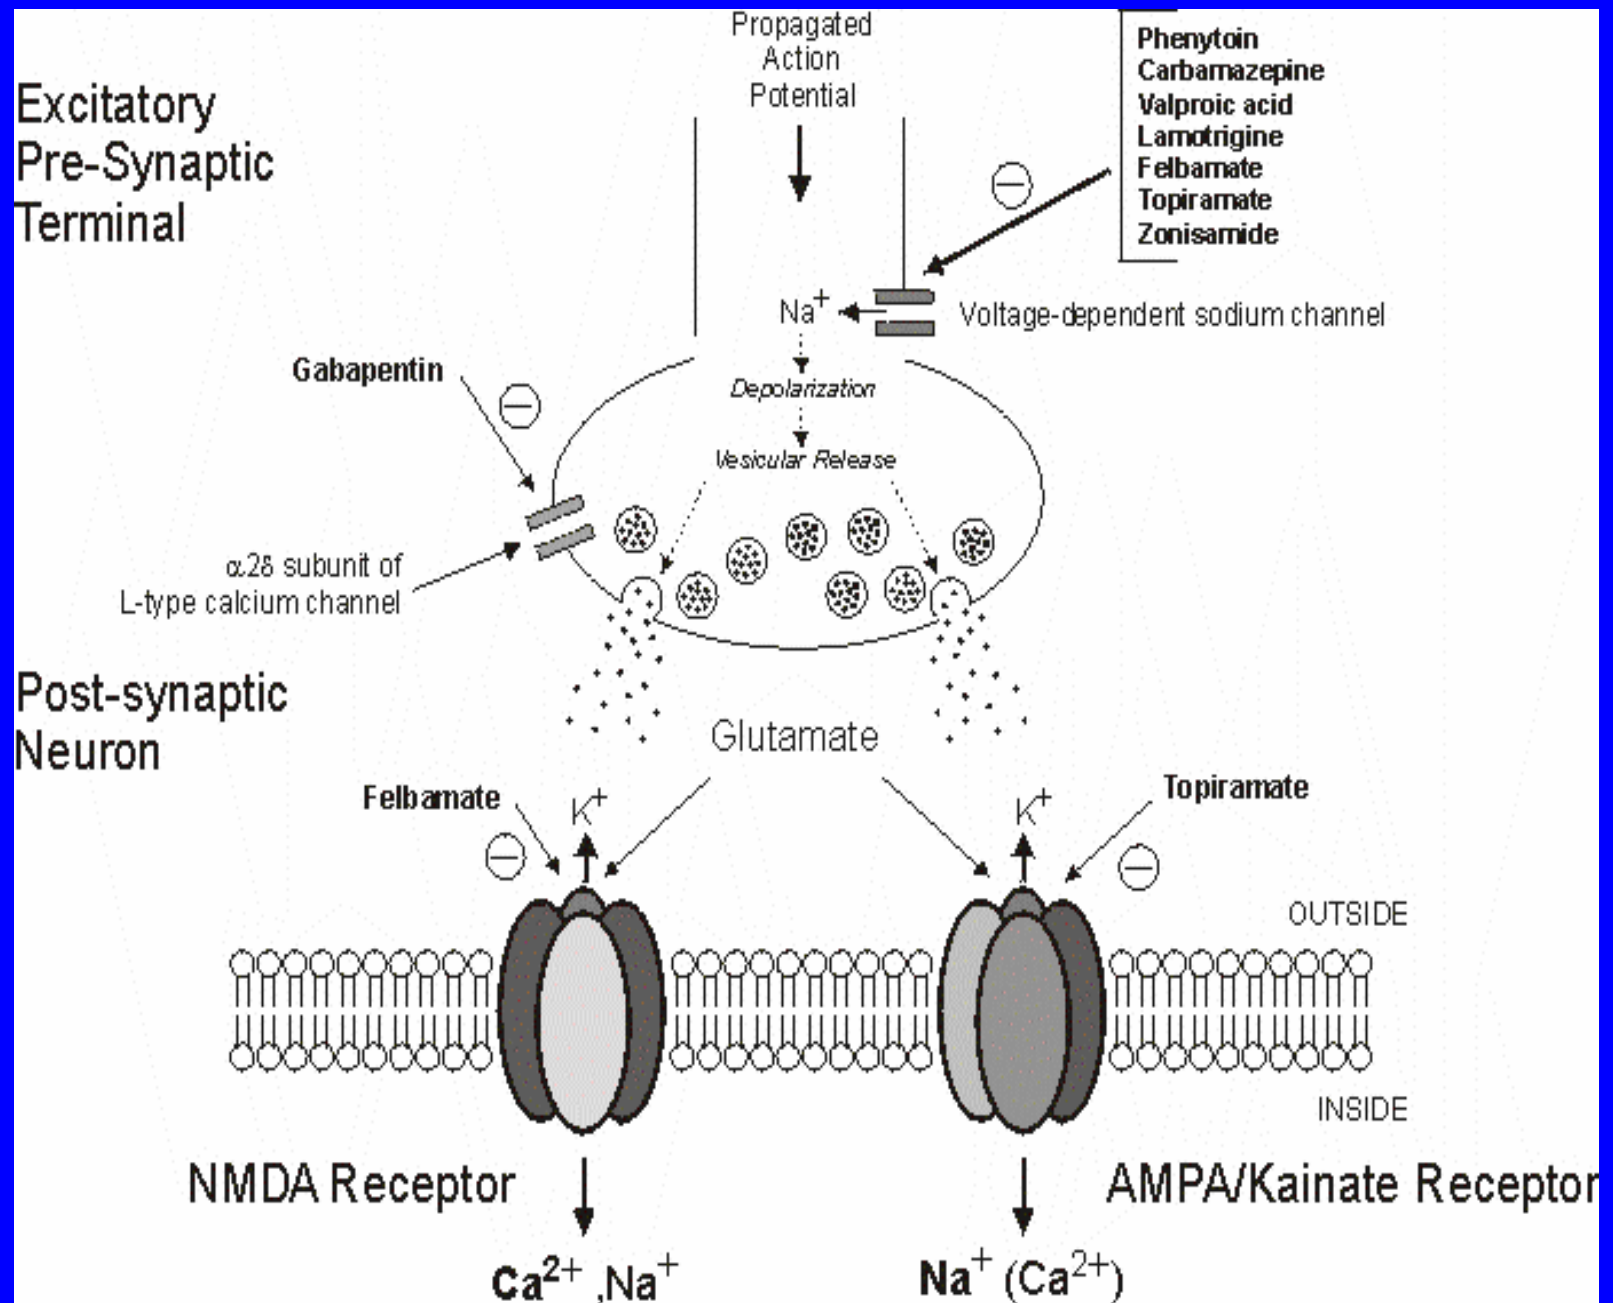 Propagated
Action
Potential
Phenytoin
Carbamazepine
Valproic acid
Lamotrigine
Felbamate
Topiramate
Zonisamide
Excitatory
Pre-Synaptic
Terminal
Na+
Voltage-dependent sodium channel
Gabapentin
Depolarization
Vesicular Release
α2δ subunit of
L-type calcium channel
Post-synaptic
Neuron
Glutamate
Felbamate
K+
K+
Topiramate
OUTSIDE
INSIDE
NMDA Receptor
AMPA/Kainate Receptor
Ca2+ ,Na+
Na+ (Ca2+)